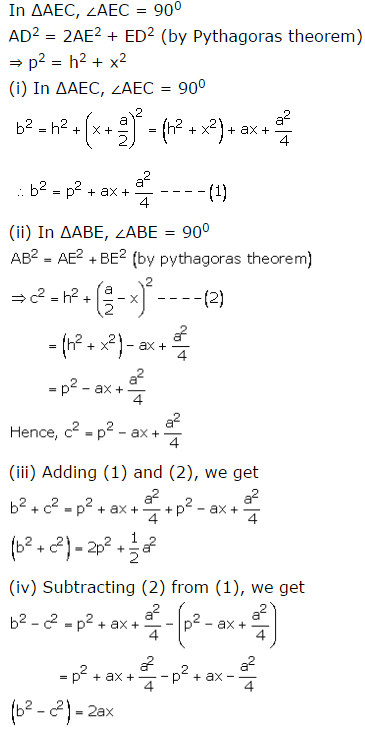 In ΔAEC, ∠AEC = 90⁰
AD² = 2AE² + ED² (by Pythagoras theorem)
⇒ p² = h² + x²
(i) In ΔAEC, ∠AEC = 90⁰
b² = h² + (x + a/2)² = (h² + x²) + ax + a²/4
∴ b² = p² + ax + a²/4 - - - - (1)
(ii) In ΔABE, ∠ABE = 90⁰
AB² = AE² + BE² (by pythagoras theorem)
⇒ c² = h² + (a/2 − x)² - - - - (2)
= (h² + x²) − ax + a²/4
= p² − ax + a²/4
Hence, c² = p² − ax + a²/4
(iii) Adding (1) and (2), we get
b² + c² = p² + ax + a²/4 + p² − ax + a²/4
(b² + c²) = 2p² + 1/2 a²
(iv) Subtracting (2) from (1), we get
b² − c² = p² + ax + a²/4 − (p² − ax + a²/4)
= p² + ax + a²/4 − p² + ax − a²/4
(b² − c²) = 2ax